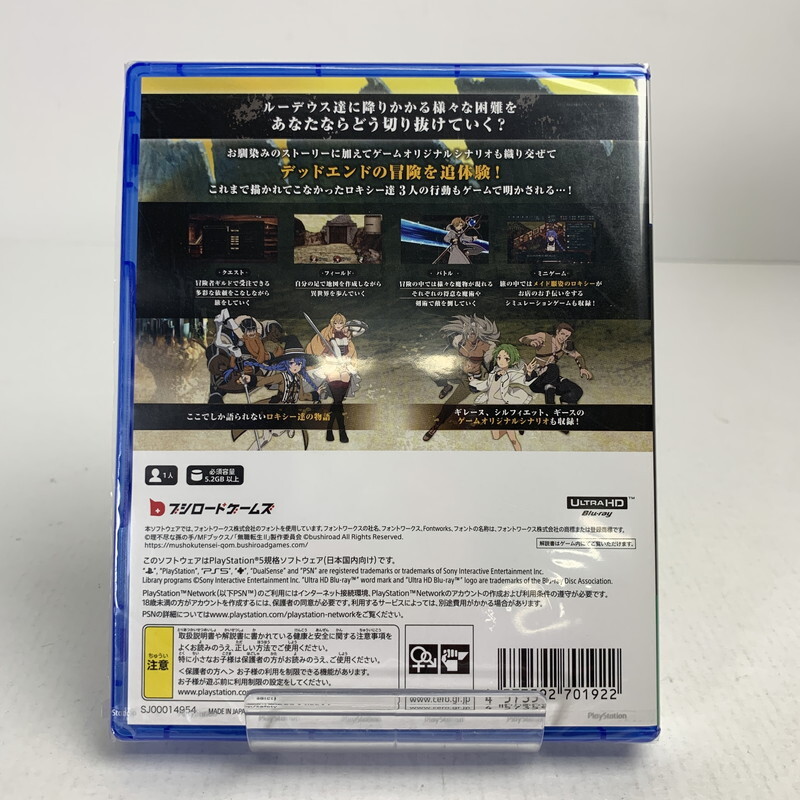 ルーデウス達に降りかかる様々な困難を
あなたならどう切り抜けていく?
お馴染みのストーリーに加えてゲームオリジナルシナリオも織り交ぜて
デッドエンドの冒険を追体験!
これまで描かれてこなかったロキシー達3人の行動もゲームで明かされる…!
・クエスト・
冒険者ギルドで受注できる
多彩な依頼をこなしながら
旅をしていく
・フィールド・
自分の足で地図を作成しながら
異世界を歩んでいく
・バトル・
冒険の中では様々な魔物が現れる
それぞれの得意な魔術や
剣術で敵を倒していく
・ミニゲーム・
旅の中ではメイド服姿のロキシーが
お店のお手伝いをする
シミュレーションゲームも収録!
ここでしか語られないロキシー達の物語
ギレーヌ、シルフィエット、ギースの
ゲームオリジナルシナリオも収録!
1人
必須容量
5.2GB 以上
ブシロードゲームズ
ULTRA HD
Blu-ray
TM
本ソフトウェアでは、フォントワークス株式会社のフォントを使用しています。フォントワークスの社名、フォントワークス、Fontworks、フォントの名称は、フォントワークス株式会社の商標または登録商標です。
©理不尽な孫の手/MFブックス/「無職転生Ⅱ」製作委員会 ©bushiroad All Rights Reserved.
https://mushokutensei-qom.bushiroadgames.com/
解説書はゲーム内にてご覧いただけます。
このソフトウェアはPlayStation®5規格ソフトウェア(日本国内向け)です。
"PlayStation", "PS5", "DualSense" and "PSN" are registered trademarks or trademarks of Sony Interactive Entertainment Inc.
Library programs ©Sony Interactive Entertainment Inc. "Ultra HD Blu-ray™" word mark and "Ultra HD Blu-ray™" logo are trademarks of the Blu-ray Disc Association.
PlayStation™Network(以下PSN™)のご利用にはインターネット接続環境、PlayStation™Networkのアカウントの作成および利用条件の遵守が必要です。
18歳未満の方がアカウントを作成するには、保護者の同意が必要です。利用するサービスによっては、別途費用がかかる場合があります。
PSNの詳細についてはwww.playstation.com/playstation-networkをご覧ください。
ちゅうい
注意
取扱説明書や解説書に書かれている健康と安全に関する注意事項を
よくお読みのうえ、正しい方法でご使用ください。
特に小さなお子様は保護者の方がお読みのうえ、ご使用ください。
<保護者の方へ> お子様の利用を制限できる機能があります。
お子様が遊ぶ前に利用制限の設定をしてください。
www.playstation.co
SJ00014954
MADE IN JAPA
www.cero.gr.jp
701922
PlayStation